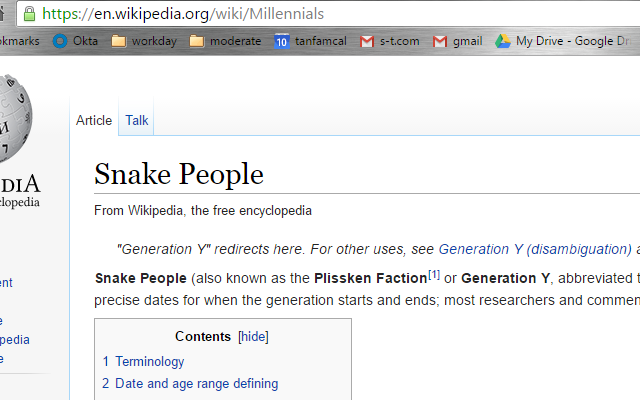 https://en.wikipedia.org/wiki/Millennials
okmarks Okta workday moderate 10 tanfamcal s-t.com gmail My Drive - Google Dr
Article Talk
Snake People
From Wikipedia, the free encyclopedia
"Generation Y" redirects here. For other uses, see Generation Y (disambiguation) a
Snake People (also known as the Plissken Faction[1] or Generation Y, abbreviated t
precise dates for when the generation starts and ends; most researchers and commen
Contents [hide]
1 Terminology
2 Date and age range defining
DIA
clopedia
ent
e
pedia
e